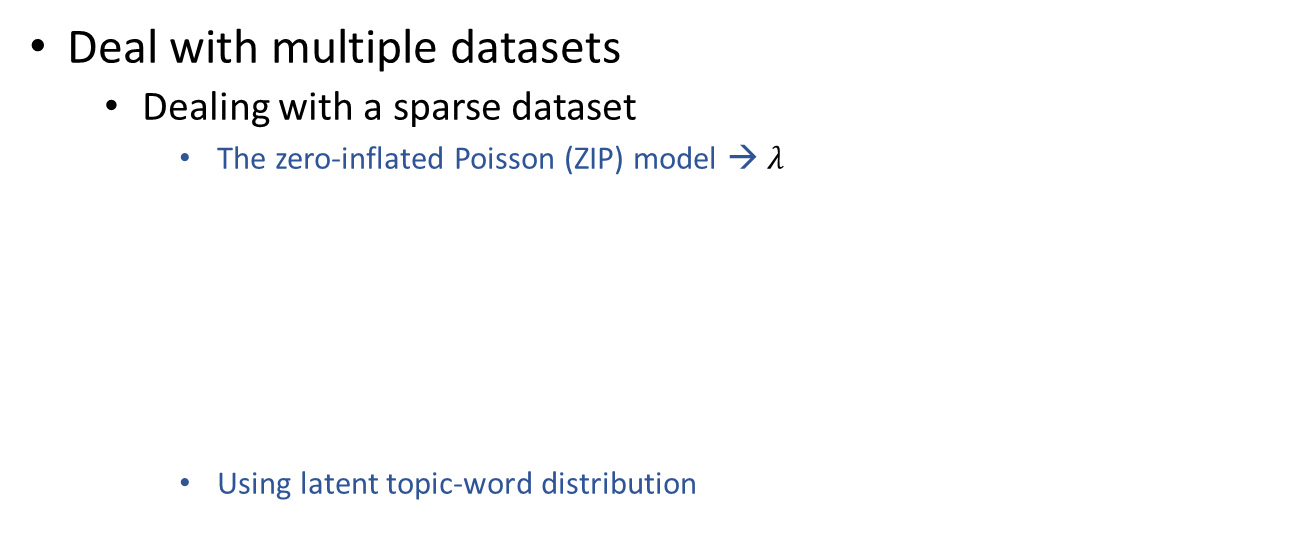 • Deal with multiple datasets
• Dealing with a sparse dataset
• The zero-inflated Poisson (ZIP) model → λ
• Using latent topic-word distribution